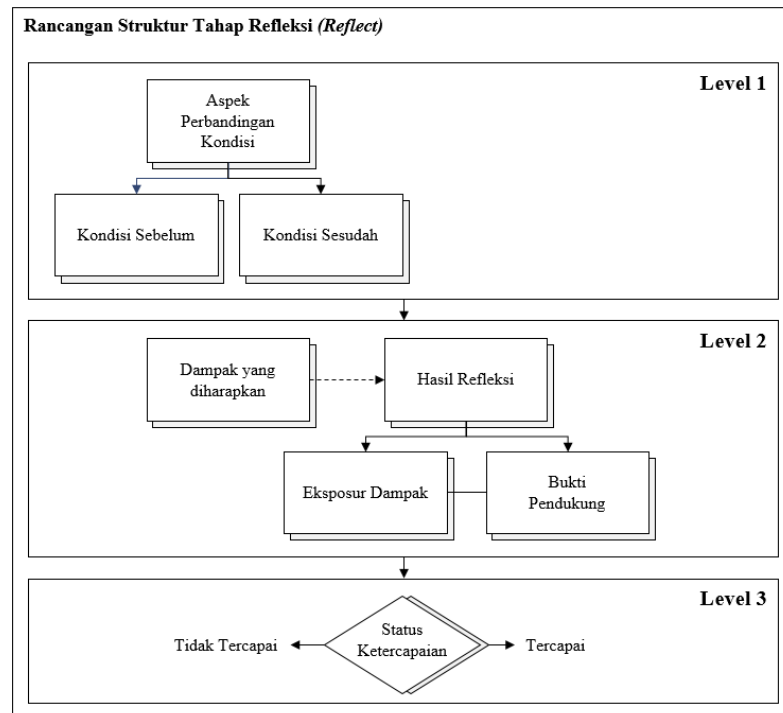 Rancangan Struktur Tahap Refleksi (Reflect)
Level 1
Aspek
Perbandingan
Kondisi
Kondisi Sebelum
Kondisi Sesudah
Level 2
Dampak yang
diharapkan
Hasil Refleksi
Eksposur Dampak
Bukti
Pendukung
Level 3
Tidak Tercapai
Status
Ketercapaian
Tercapai